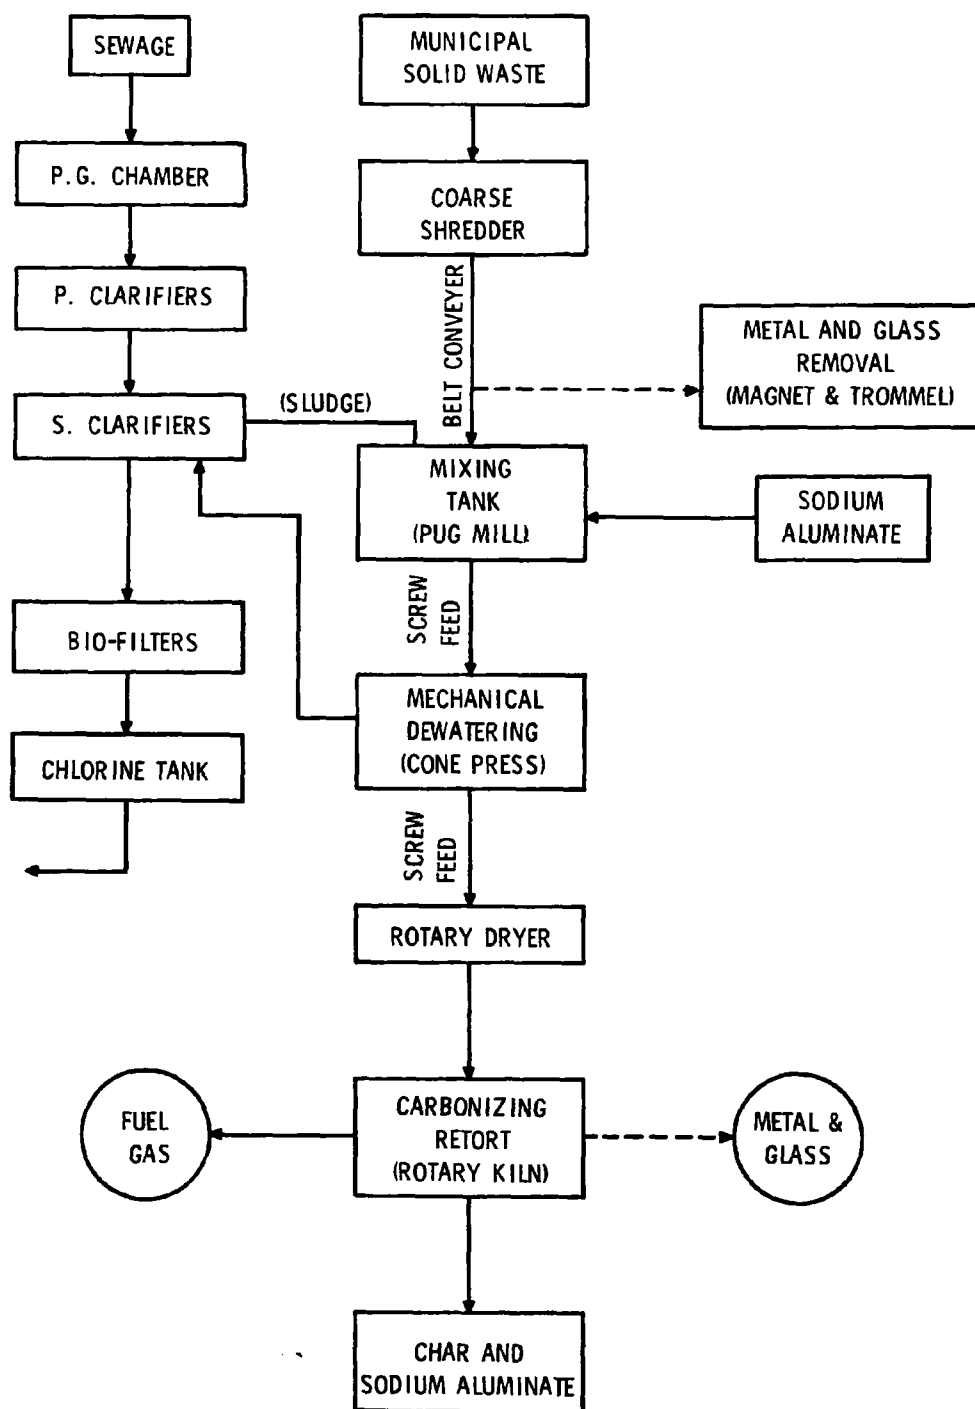 SEWAGE
MUNICIPAL
SOLID WASTE
P.G. CHAMBER
COARSE
SHREDDER
P. CLARIFIERS
BELT CONVEYER
METAL AND GLASS
REMOVAL
(MAGNET & TROMMEL)
S. CLARIFIERS
(SLUDGE)
MIXING
TANK
(PUG MILL)
SODIUM
ALUMINATE
SCREW
FEED
BIO-FILTERS
MECHANICAL
DEWATERING
(CONE PRESS)
CHLORINE TANK
SCREW
FEED
ROTARY DRYER
FUEL
GAS
CARBONIZING
RETORT
(ROTARY KILN)
METAL &
GLASS
CHAR AND
SODIUM ALUMINATE